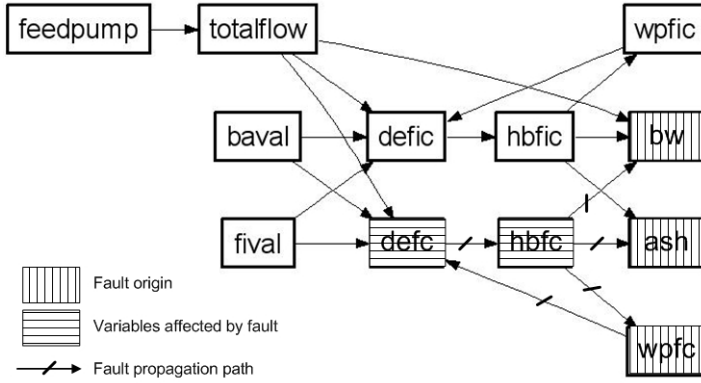 feedpump
totalflow
wpfic
baval
defic
hbfic
bw
fival
defc
hbfc
ash
wpfc
Fault origin
Variables affected by fault
Fault propagation path